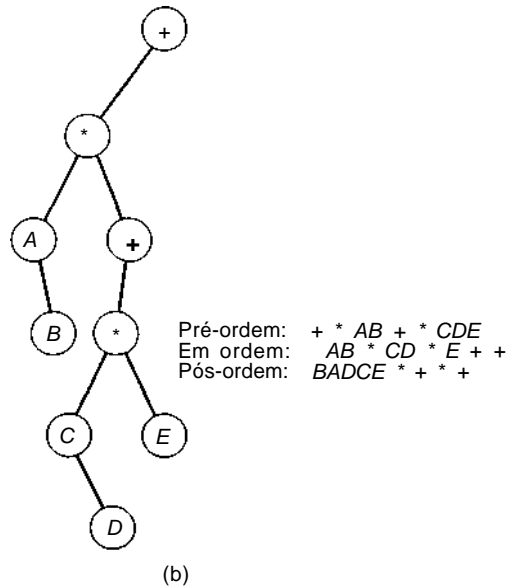 +
*
A
+
B
*
Pré-ordem: + * AB + * CDE
Em ordem: AB * CD * E + +
Pós-ordem: BADCE * + * +
C
E
D
(b)